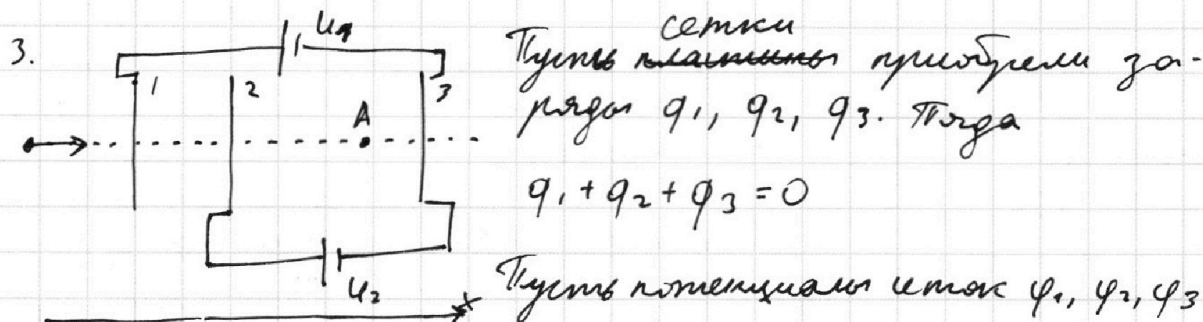 3.
U₁
1 2 3
A
U₂
x
сетки
Пусть пластины приобрели за-
ряды q₁, q₂, q₃. Тогда
q₁ + q₂ + q₃ = 0
Пусть потенциалы сеток φ₁, φ₂, φ₃